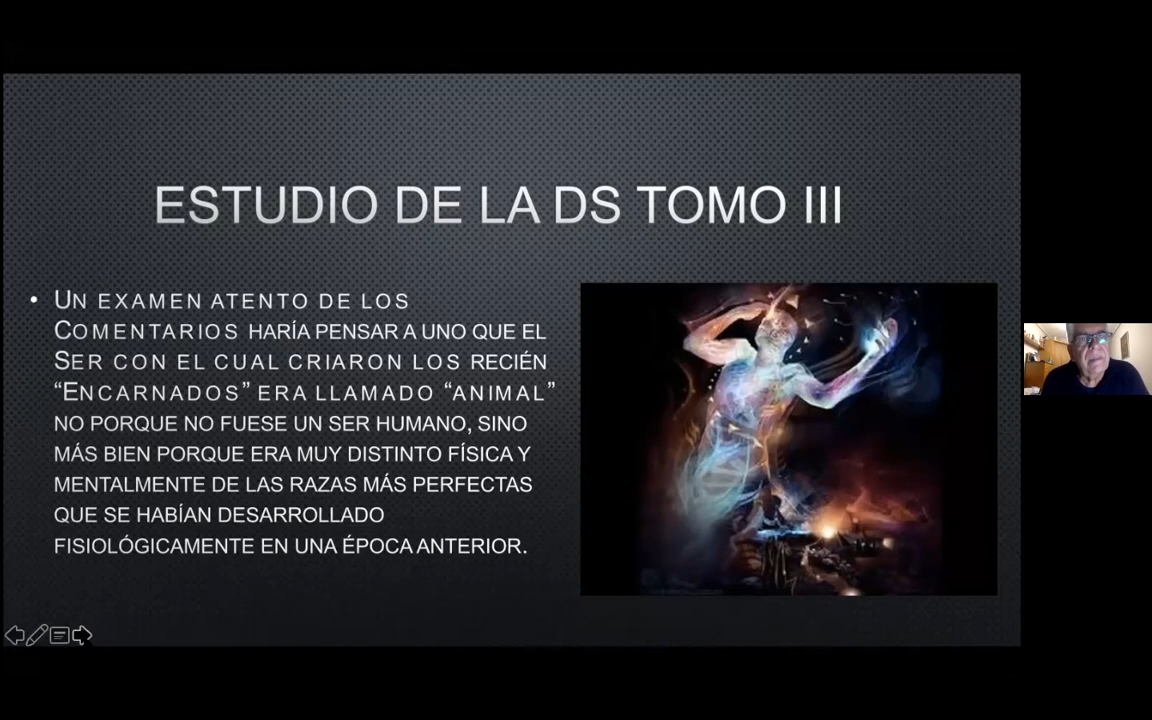 ESTUDIO DE LA DS TOMO III
• UN EXAMEN ATENTO DE LOS
COMENTARIOS HARÍA PENSAR A UNO QUE EL
SER CON EL CUAL CRIARON LOS RECIÉN
“ENCARNADOS” ERA LLAMADO “ANIMAL”
NO PORQUE NO FUESE UN SER HUMANO, SINO
MÁS BIEN PORQUE ERA MUY DISTINTO FÍSICA Y
MENTALMENTE DE LAS RAZAS MÁS PERFECTAS
QUE SE HABÍAN DESARROLLADO
FISIOLÓGICAMENTE EN UNA ÉPOCA ANTERIOR.